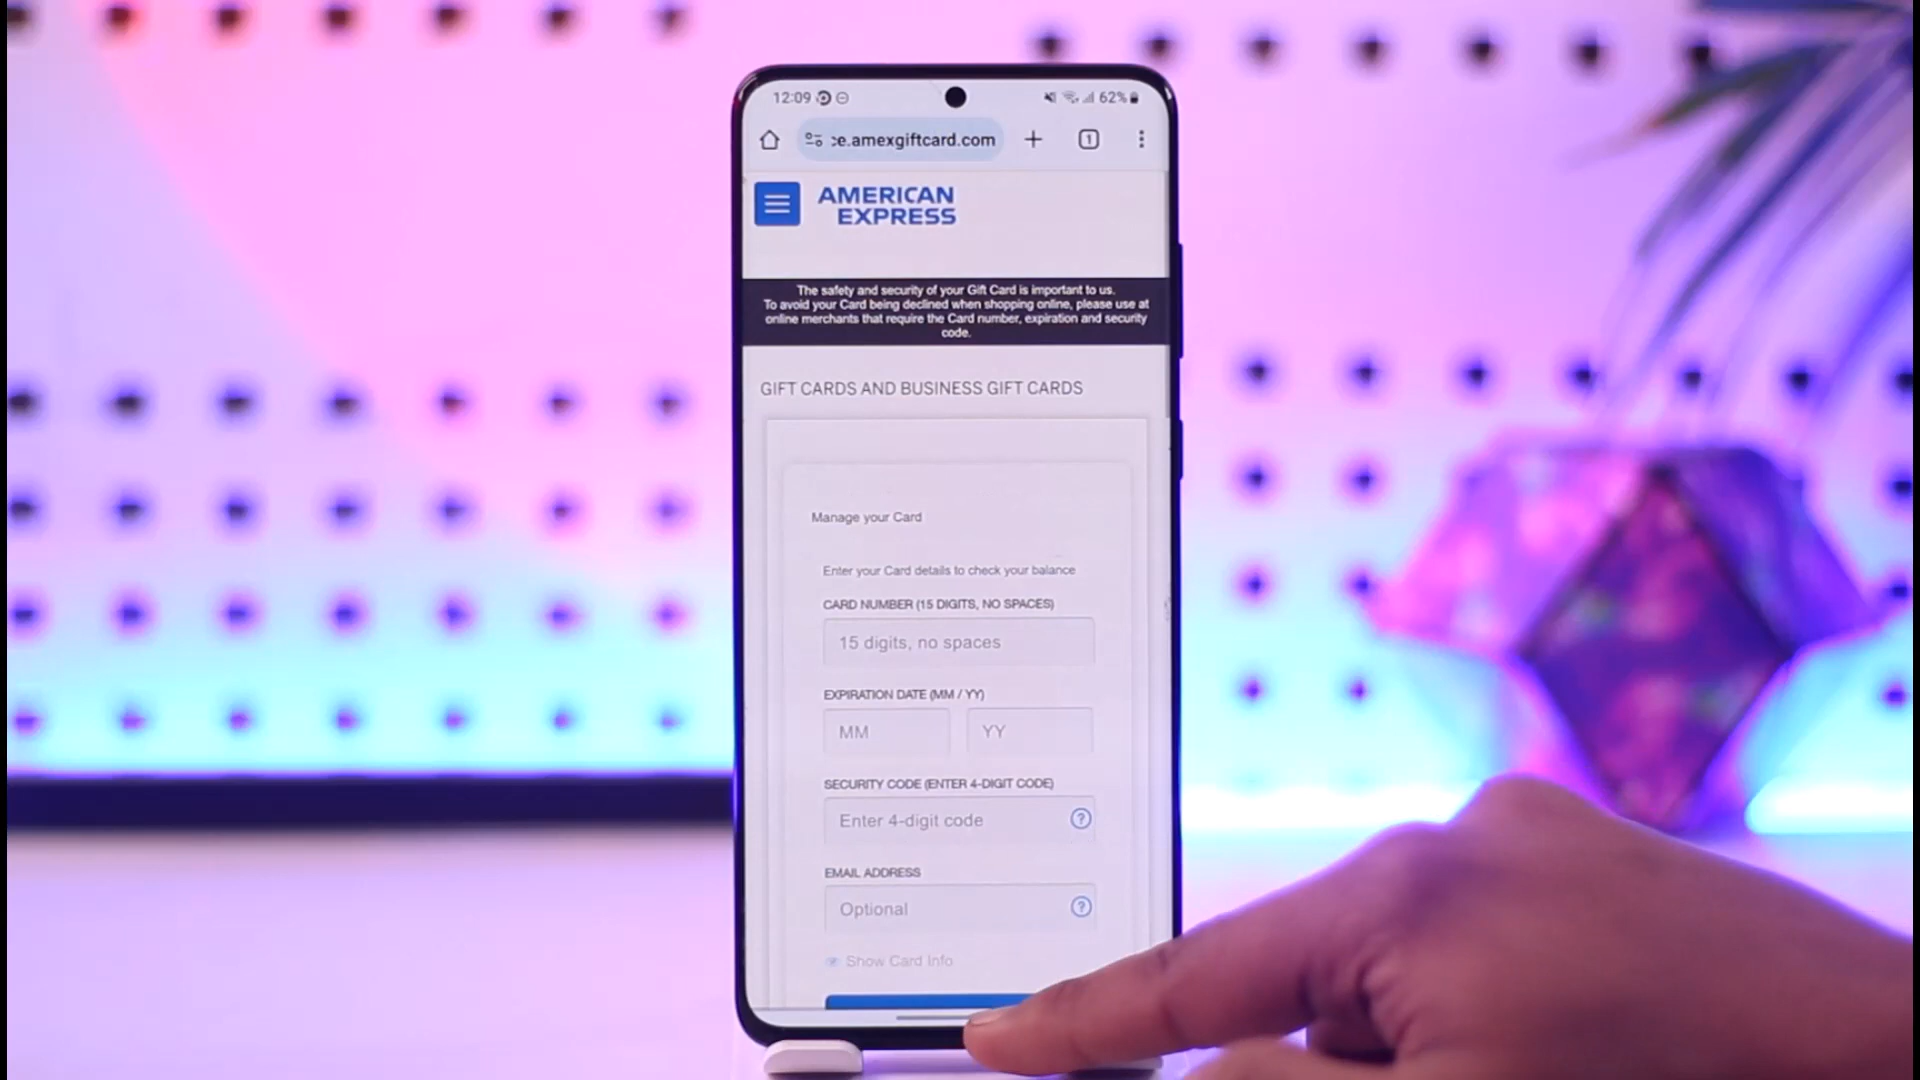 12:09 62%
:e.amexgiftcard.com 1
AMERICAN
EXPRESS
The safety and security of your Gift Card is important to us.
To avoid your Card being declined when shopping online, please use at
online merchants that require the Card number, expiration and security
code.
GIFT CARDS AND BUSINESS GIFT CARDS
Manage your Card
Enter your Card details to check your balance
CARD NUMBER (15 DIGITS, NO SPACES)
15 digits, no spaces
EXPIRATION DATE (MM / YY)
MM YY
SECURITY CODE (ENTER 4-DIGIT CODE)
Enter 4-digit code ?
EMAIL ADDRESS
Optional ?
Show Card Info